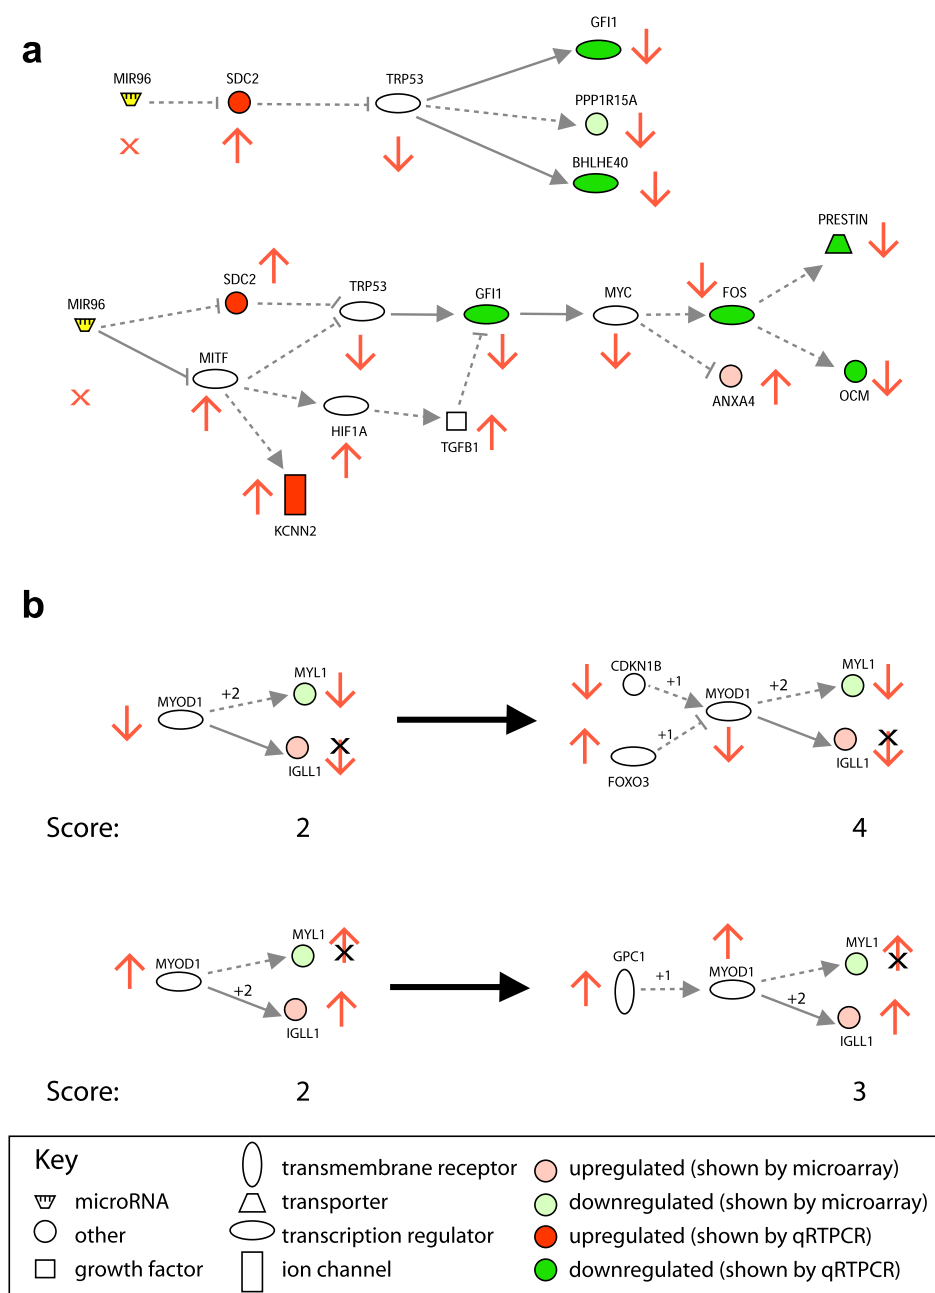 a
GFI1
MIR96
SDC2
TRP53
PPP1R15A
BHLHE40
PRESTIN
SDC2
TRP53
GFI1
MYC
FOS
MIR96
MITF
ANXA4
OCM
HIF1A
TGFB1
KCNN2
b
MYL1
+2
MYOD1
IGLL1
CDKN1B
+1
MYOD1
+2
MYL1
+1
FOXO3
IGLL1
Score:
2
4
MYL1
MYOD1
+2
IGLL1
GPC1
+1
MYOD1
MYL1
+2
IGLL1
Score:
2
3
Key
microRNA
other
growth factor
transmembrane receptor
transporter
transcription regulator
ion channel
upregulated (shown by microarray)
downregulated (shown by microarray)
upregulated (shown by qRTPCR)
downregulated (shown by qRTPCR)